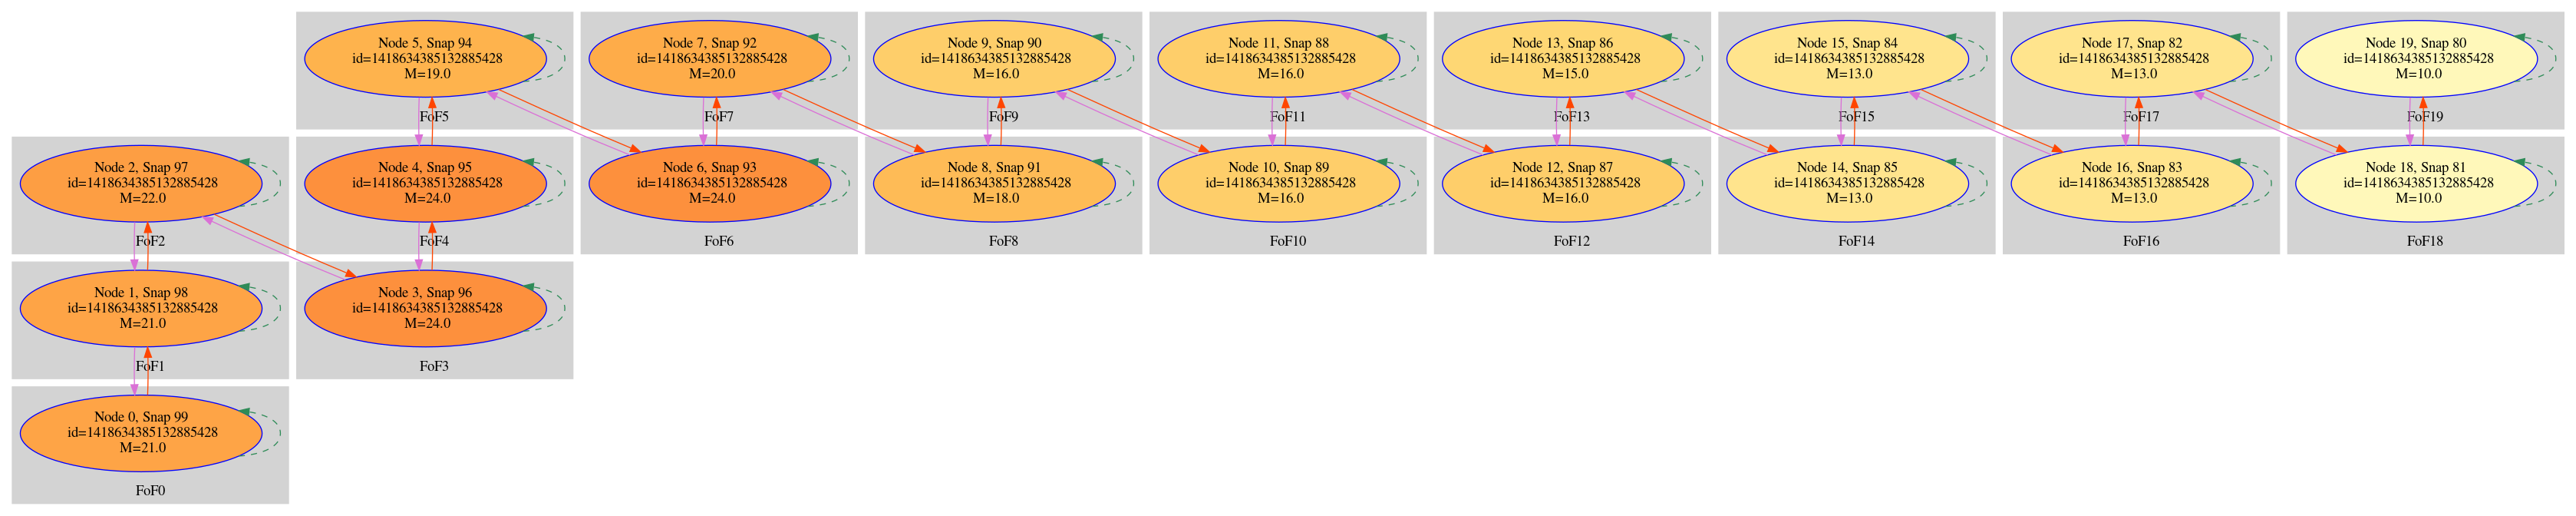 Node 5, Snap 94
id=1418634385132885428
M=19.0
FoF5
Node 7, Snap 92
id=1418634385132885428
M=20.0
FoF7
Node 9, Snap 90
id=1418634385132885428
M=16.0
FoF9
Node 11, Snap 88
id=1418634385132885428
M=16.0
FoF11
Node 13, Snap 86
id=1418634385132885428
M=15.0
FoF13
Node 15, Snap 84
id=1418634385132885428
M=13.0
FoF15
Node 17, Snap 82
id=1418634385132885428
M=13.0
FoF17
Node 19, Snap 80
id=1418634385132885428
M=10.0
FoF19
Node 2, Snap 97
id=1418634385132885428
M=22.0
FoF2
Node 4, Snap 95
id=1418634385132885428
M=24.0
FoF4
Node 6, Snap 93
id=1418634385132885428
M=24.0
FoF6
Node 8, Snap 91
id=1418634385132885428
M=18.0
FoF8
Node 10, Snap 89
id=1418634385132885428
M=16.0
FoF10
Node 12, Snap 87
id=1418634385132885428
M=16.0
FoF12
Node 14, Snap 85
id=1418634385132885428
M=13.0
FoF14
Node 16, Snap 83
id=1418634385132885428
M=13.0
FoF16
Node 18, Snap 81
id=1418634385132885428
M=10.0
FoF18
Node 1, Snap 98
id=1418634385132885428
M=21.0
FoF1
Node 3, Snap 96
id=1418634385132885428
M=24.0
FoF3
Node 0, Snap 99
id=1418634385132885428
M=21.0
FoF0